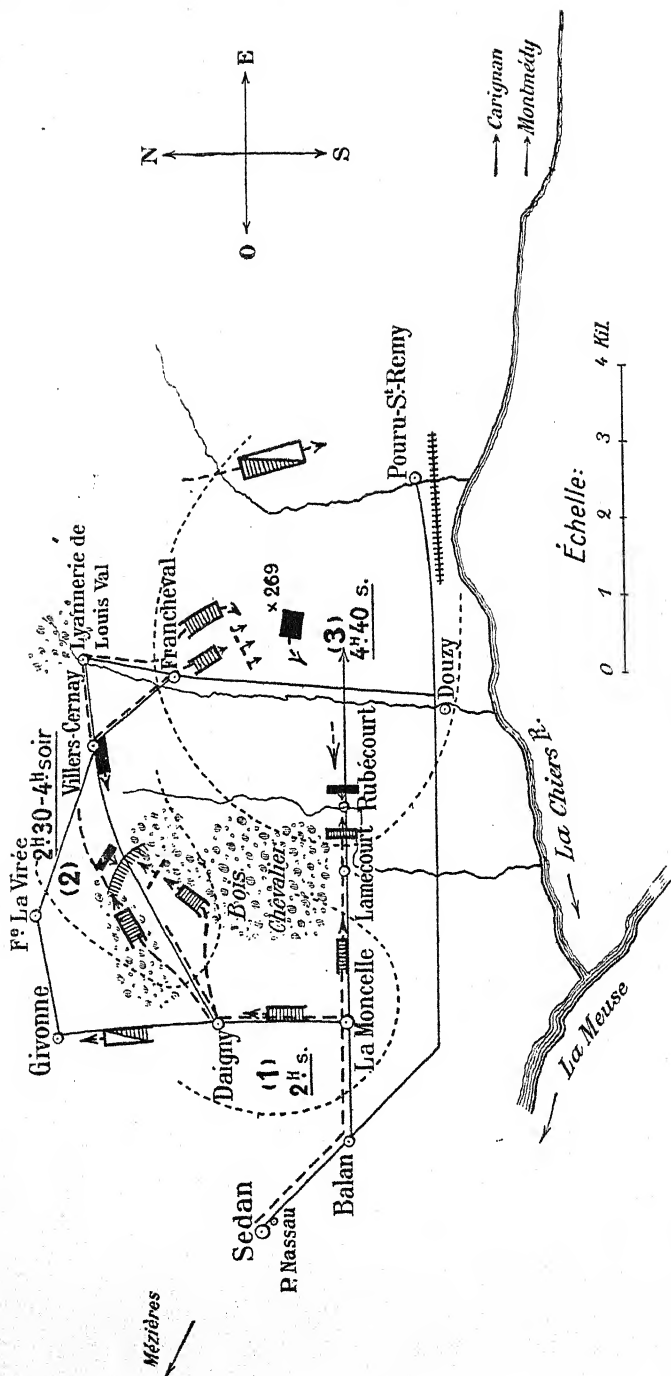 Mézières
N
O
E
S
Givonne
Fe La Virée
(2)
2H30-4H soir
Villers-Cernay
Lyannerie de
Louis Val
Francheval
× 269
Daigny
(1)
2H s.
Bois
Chevalier
Sedan
P. Nassau
Balan
La Moncelle
Lamécourt
Rubécourt
(3)
4H40 s.
Douzy
Pouru-St-Remy
Carignan
Montmédy
La Chiers R.
La Meuse
Échelle:
0 1 2 3 4 Kil.